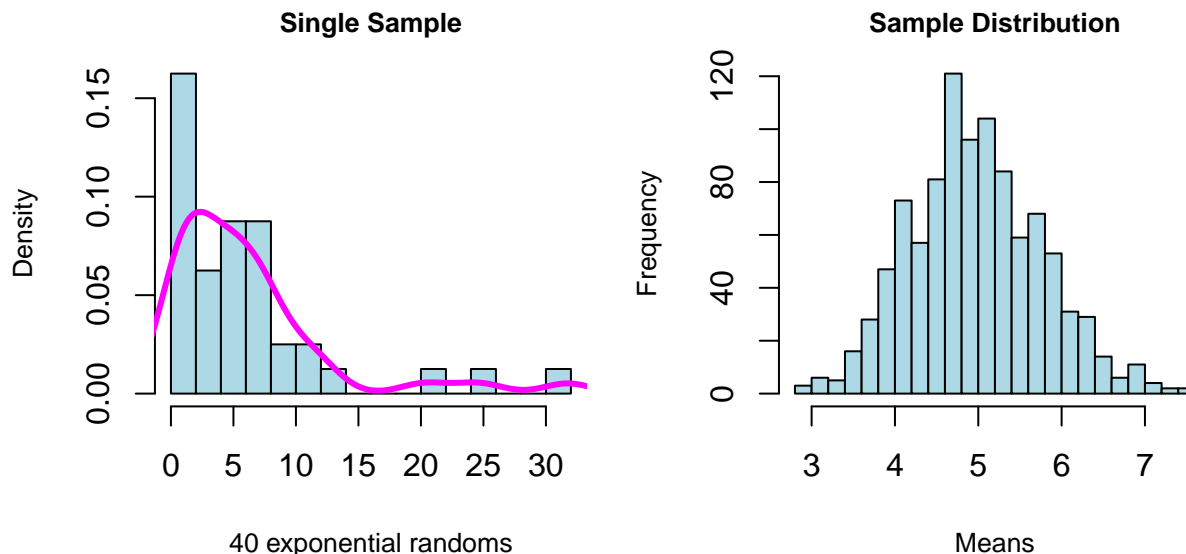 Single Sample
Density
0.00 0.05 0.10 0.15
0 5 10 15 20 25 30
40 exponential randoms
Sample Distribution
Frequency
0 40 80 120
3 4 5 6 7
Means